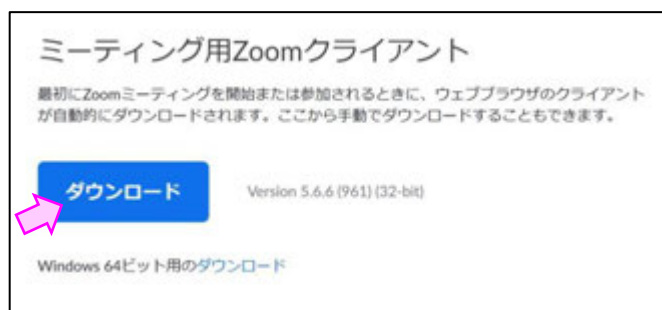 ミーティング用Zoomクライアント
最初にZoomミーティングを開始または参加されるときに、ウェブブラウザのクライアント
が自動的にダウンロードされます。ここから手動でダウンロードすることもできます。
ダウンロード
Version 5.6.6 (961) (32-bit)
Windows 64ビット用のダウンロード